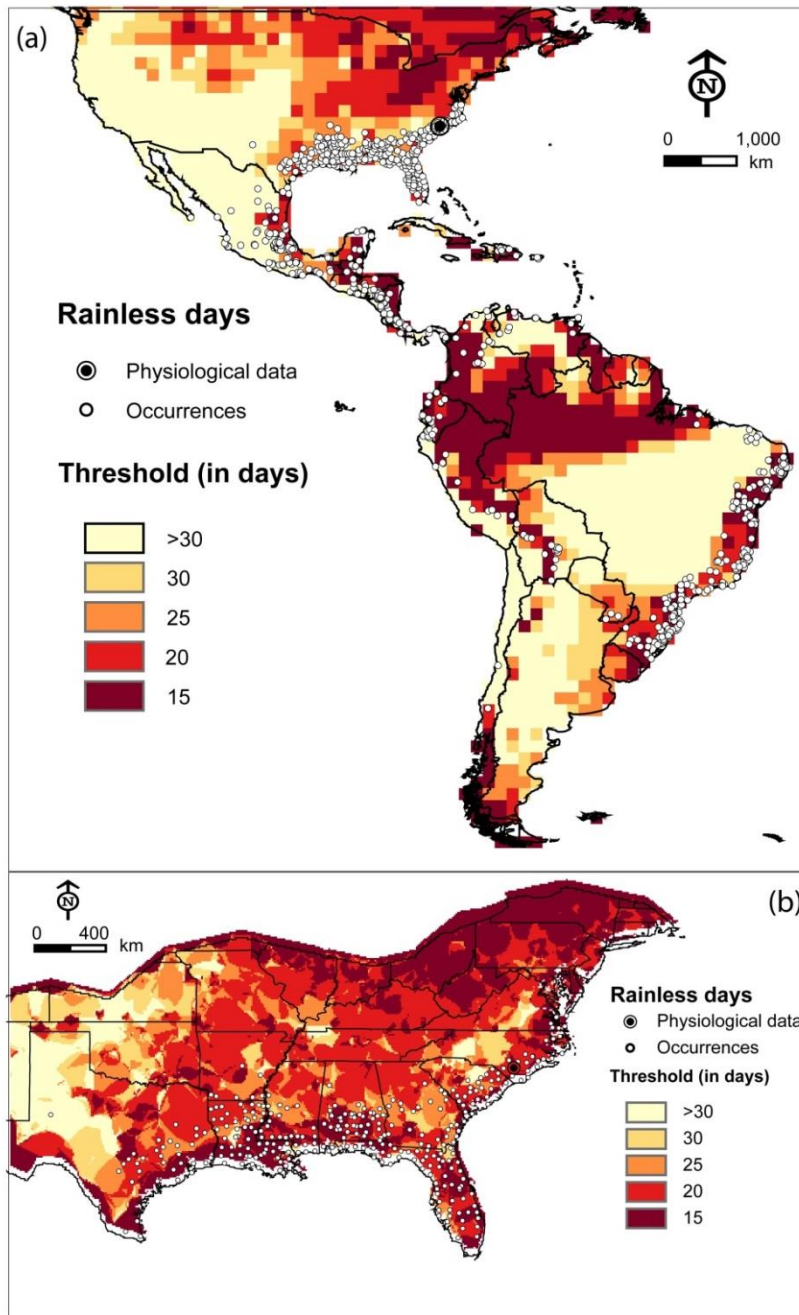 (a)
N
0 1,000
km
Rainless days
Physiological data
Occurrences
Threshold (in days)
>30
30
25
20
15
N
0 400
km
(b)
Rainless days
Physiological data
Occurrences
Threshold (in days)
>30
30
25
20
15